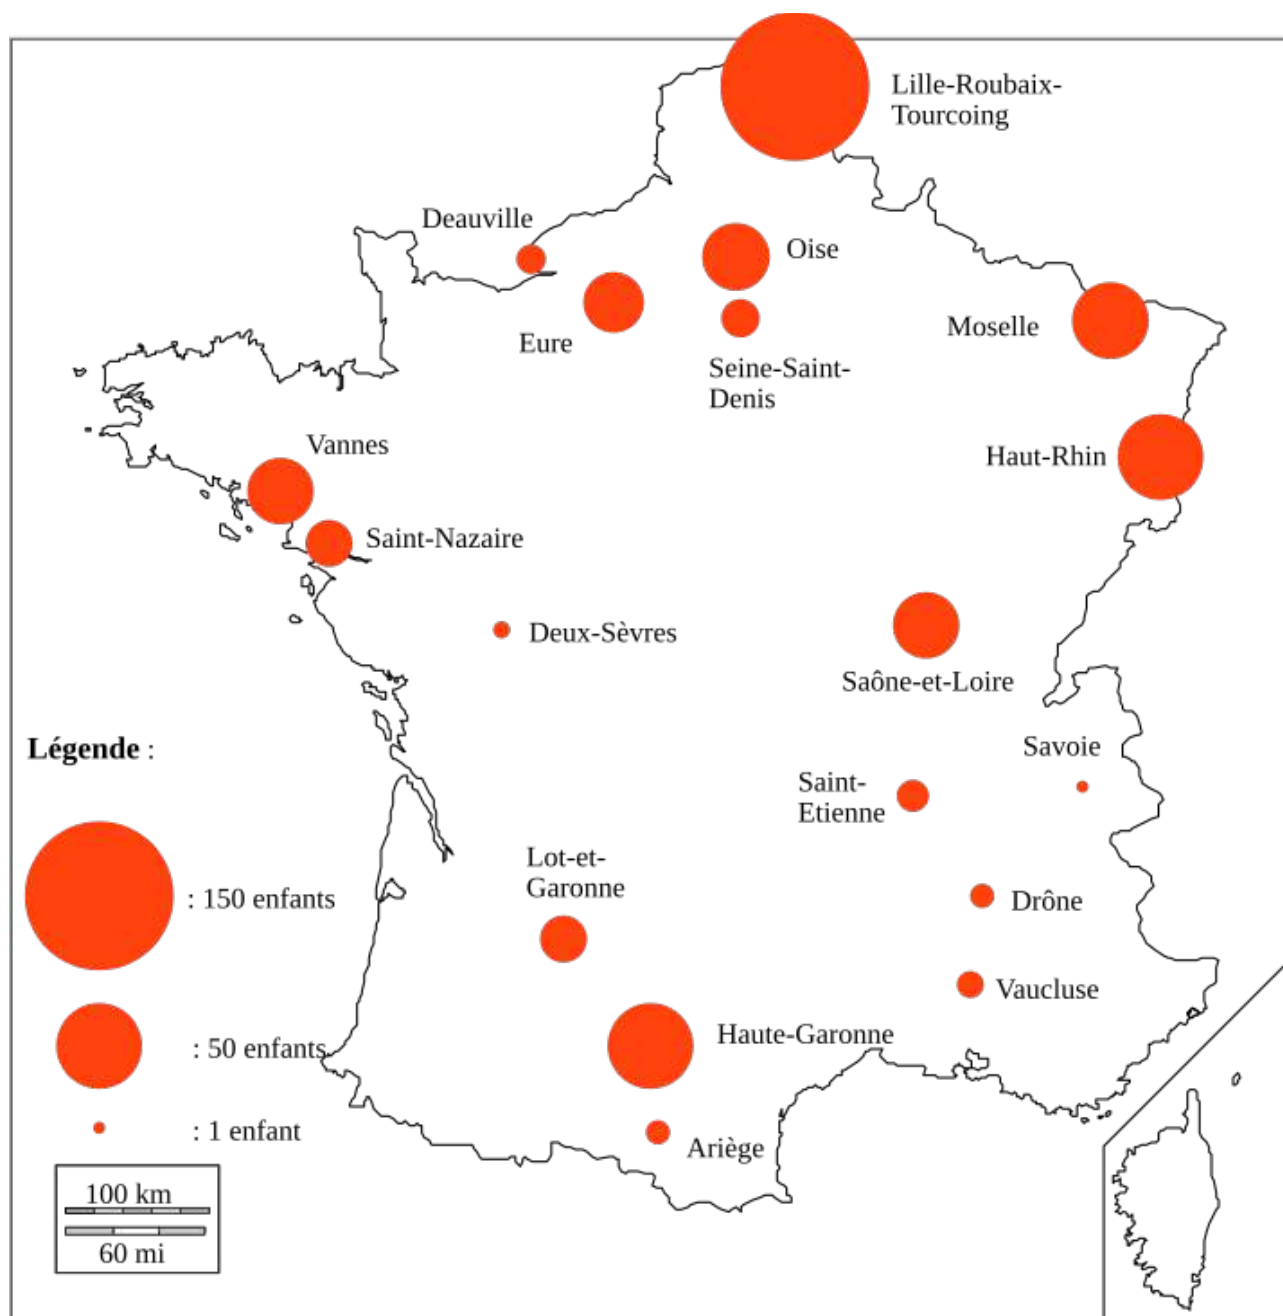 Lille-Roubaix-
Tourcoing
Deauville
Oise
Eure
Moselle
Seine-Saint-
Denis
Vannes
Haut-Rhin
Saint-Nazaire
Deux-Sèvres
Saône-et-Loire
Légende :
Savoie
Saint-
Etienne
Lot-et-
Garonne
: 150 enfants
Drône
Vaucluse
Haute-Garonne
: 50 enfants
: 1 enfant
Ariège
100 km
60 mi